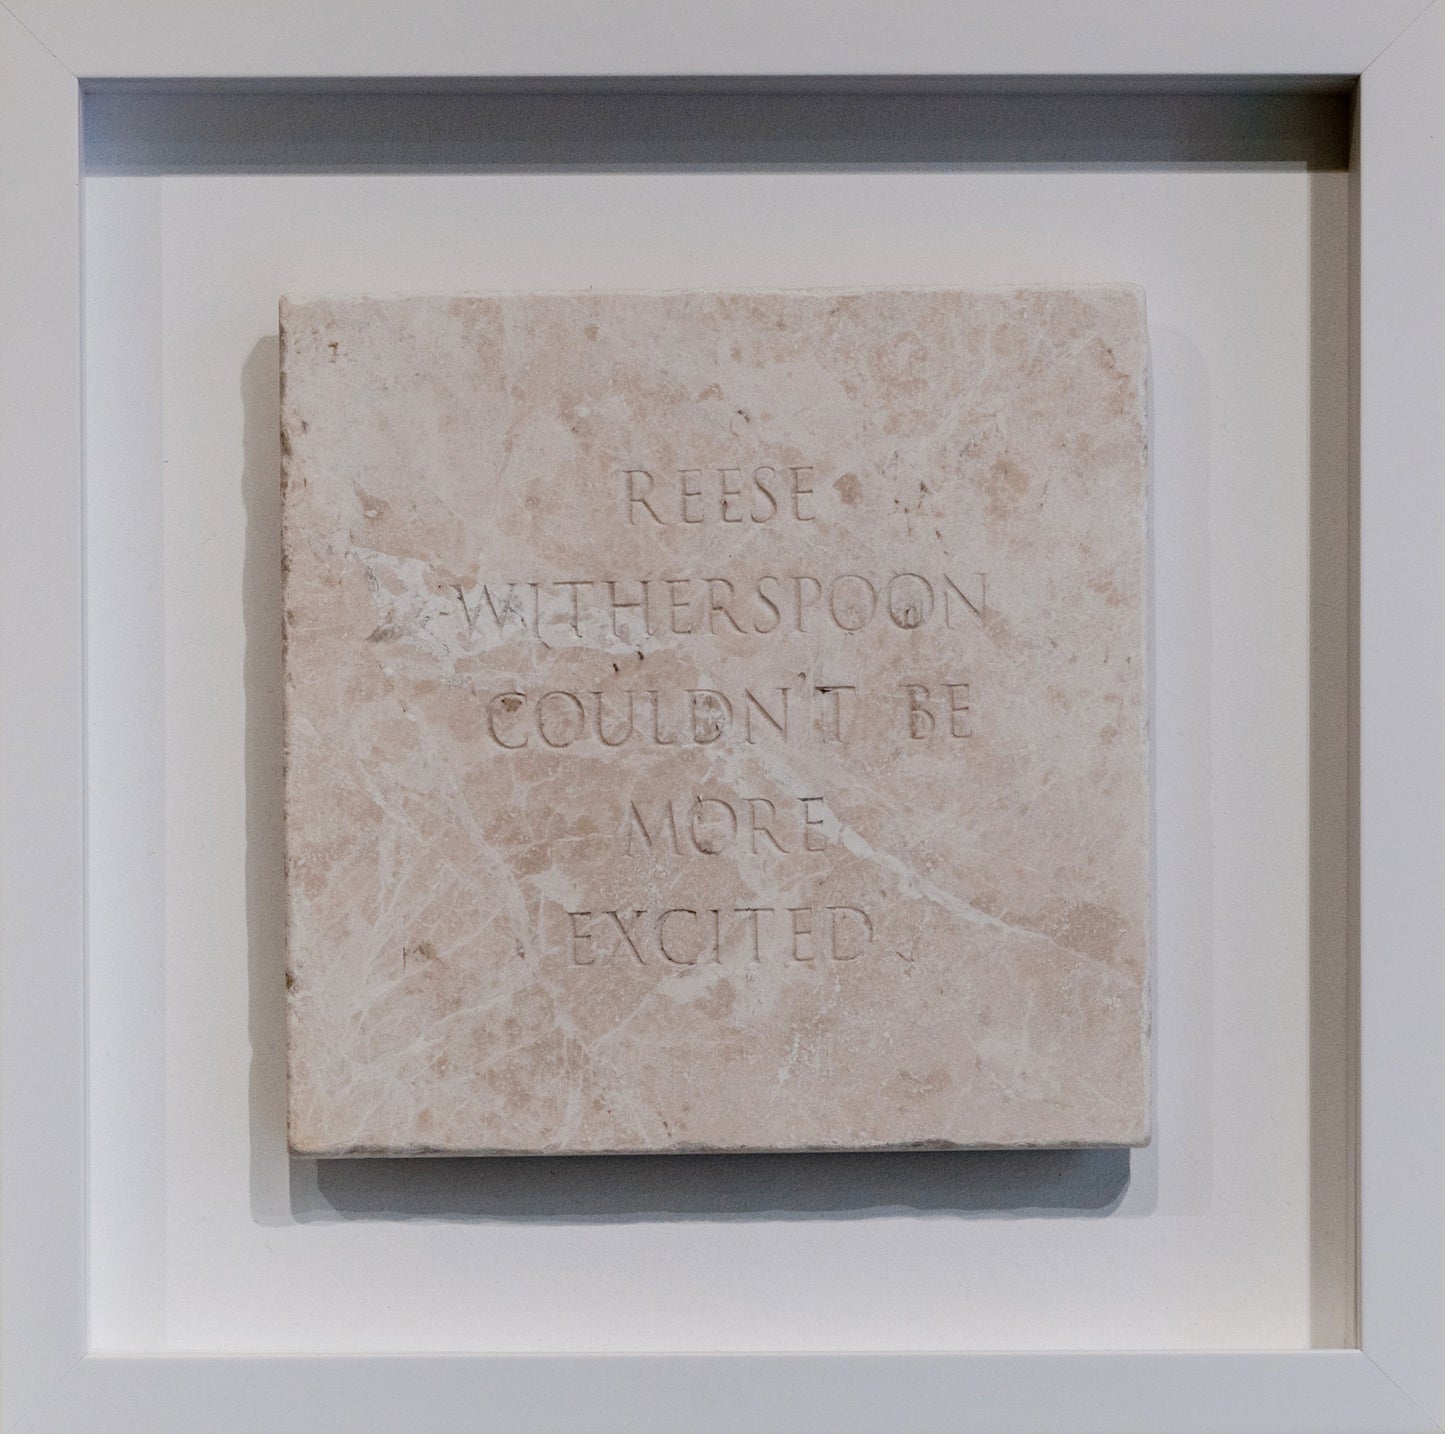 REESE
WITHERSPOON
COULDN'T BE
MORE
EXCITED